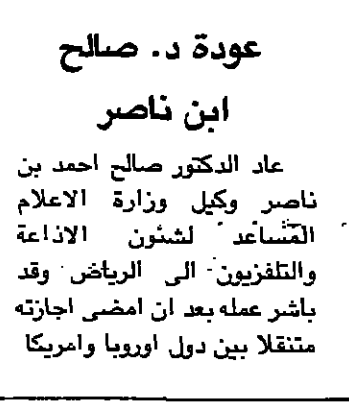 عودة د. صالح
ابن ناصر
عاد الدكتور صالح احمد بن
ناصر وكيل وزارة الاعلام
المساعد لشئون الاذاعة
والتلفزيون الى الرياض وقد
باشر عمله بعد ان امضى اجازته
متنقلا بين دول اوروبا وامريكا